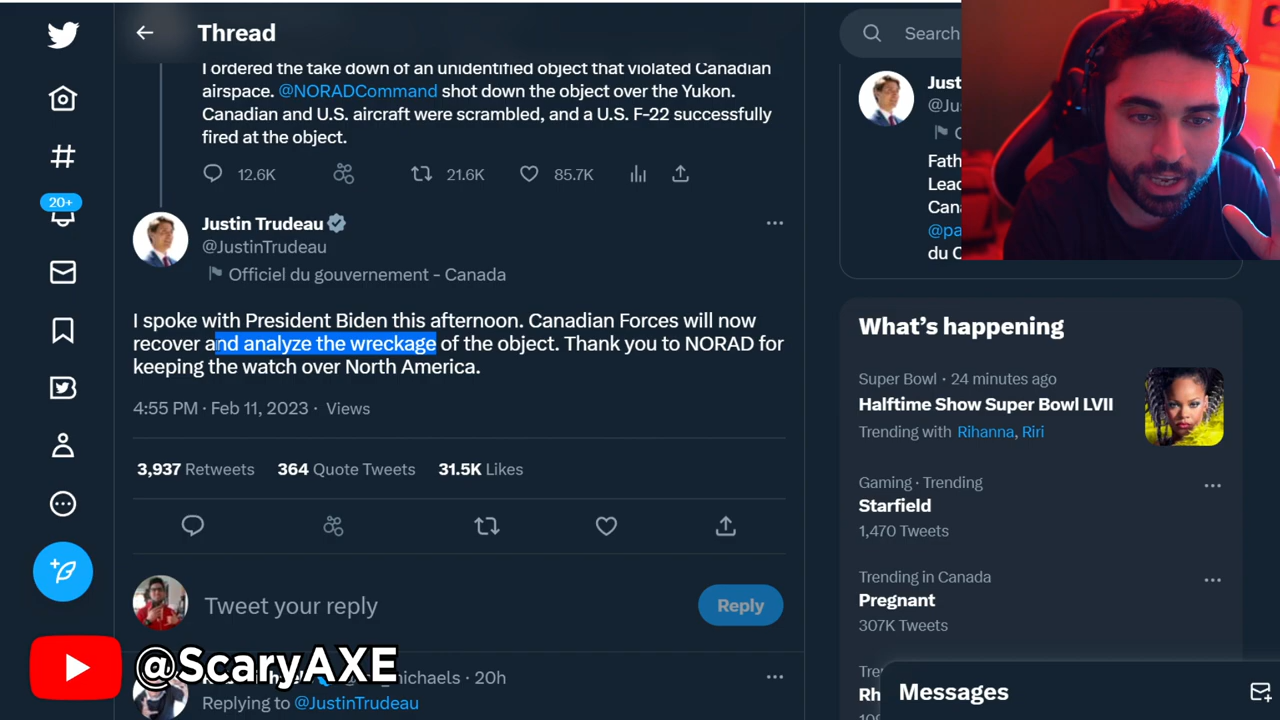 Thread
Search
I ordered the take down of an unidentified object that violated Canadian
airspace. @NORADCommand shot down the object over the Yukon.
Canadian and U.S. aircraft were scrambled, and a U.S. F-22 successfully
fired at the object.
12.6K 21.6K 85.7K
20+
Justin Trudeau
@JustinTrudeau
Officiel du gouvernement - Canada
I spoke with President Biden this afternoon. Canadian Forces will now
recover and analyze the wreckage of the object. Thank you to NORAD for
keeping the watch over North America.
4:55 PM · Feb 11, 2023 · Views
3,937 Retweets 364 Quote Tweets 31.5K Likes
Tweet your reply
Reply
@ScaryAXE
· 20h
Replying to @JustinTrudeau
What's happening
Super Bowl · 24 minutes ago
Halftime Show Super Bowl LVII
Trending with Rihanna, Riri
Gaming · Trending
Starfield
1,470 Tweets
Trending in Canada
Pregnant
307K Tweets
Messages